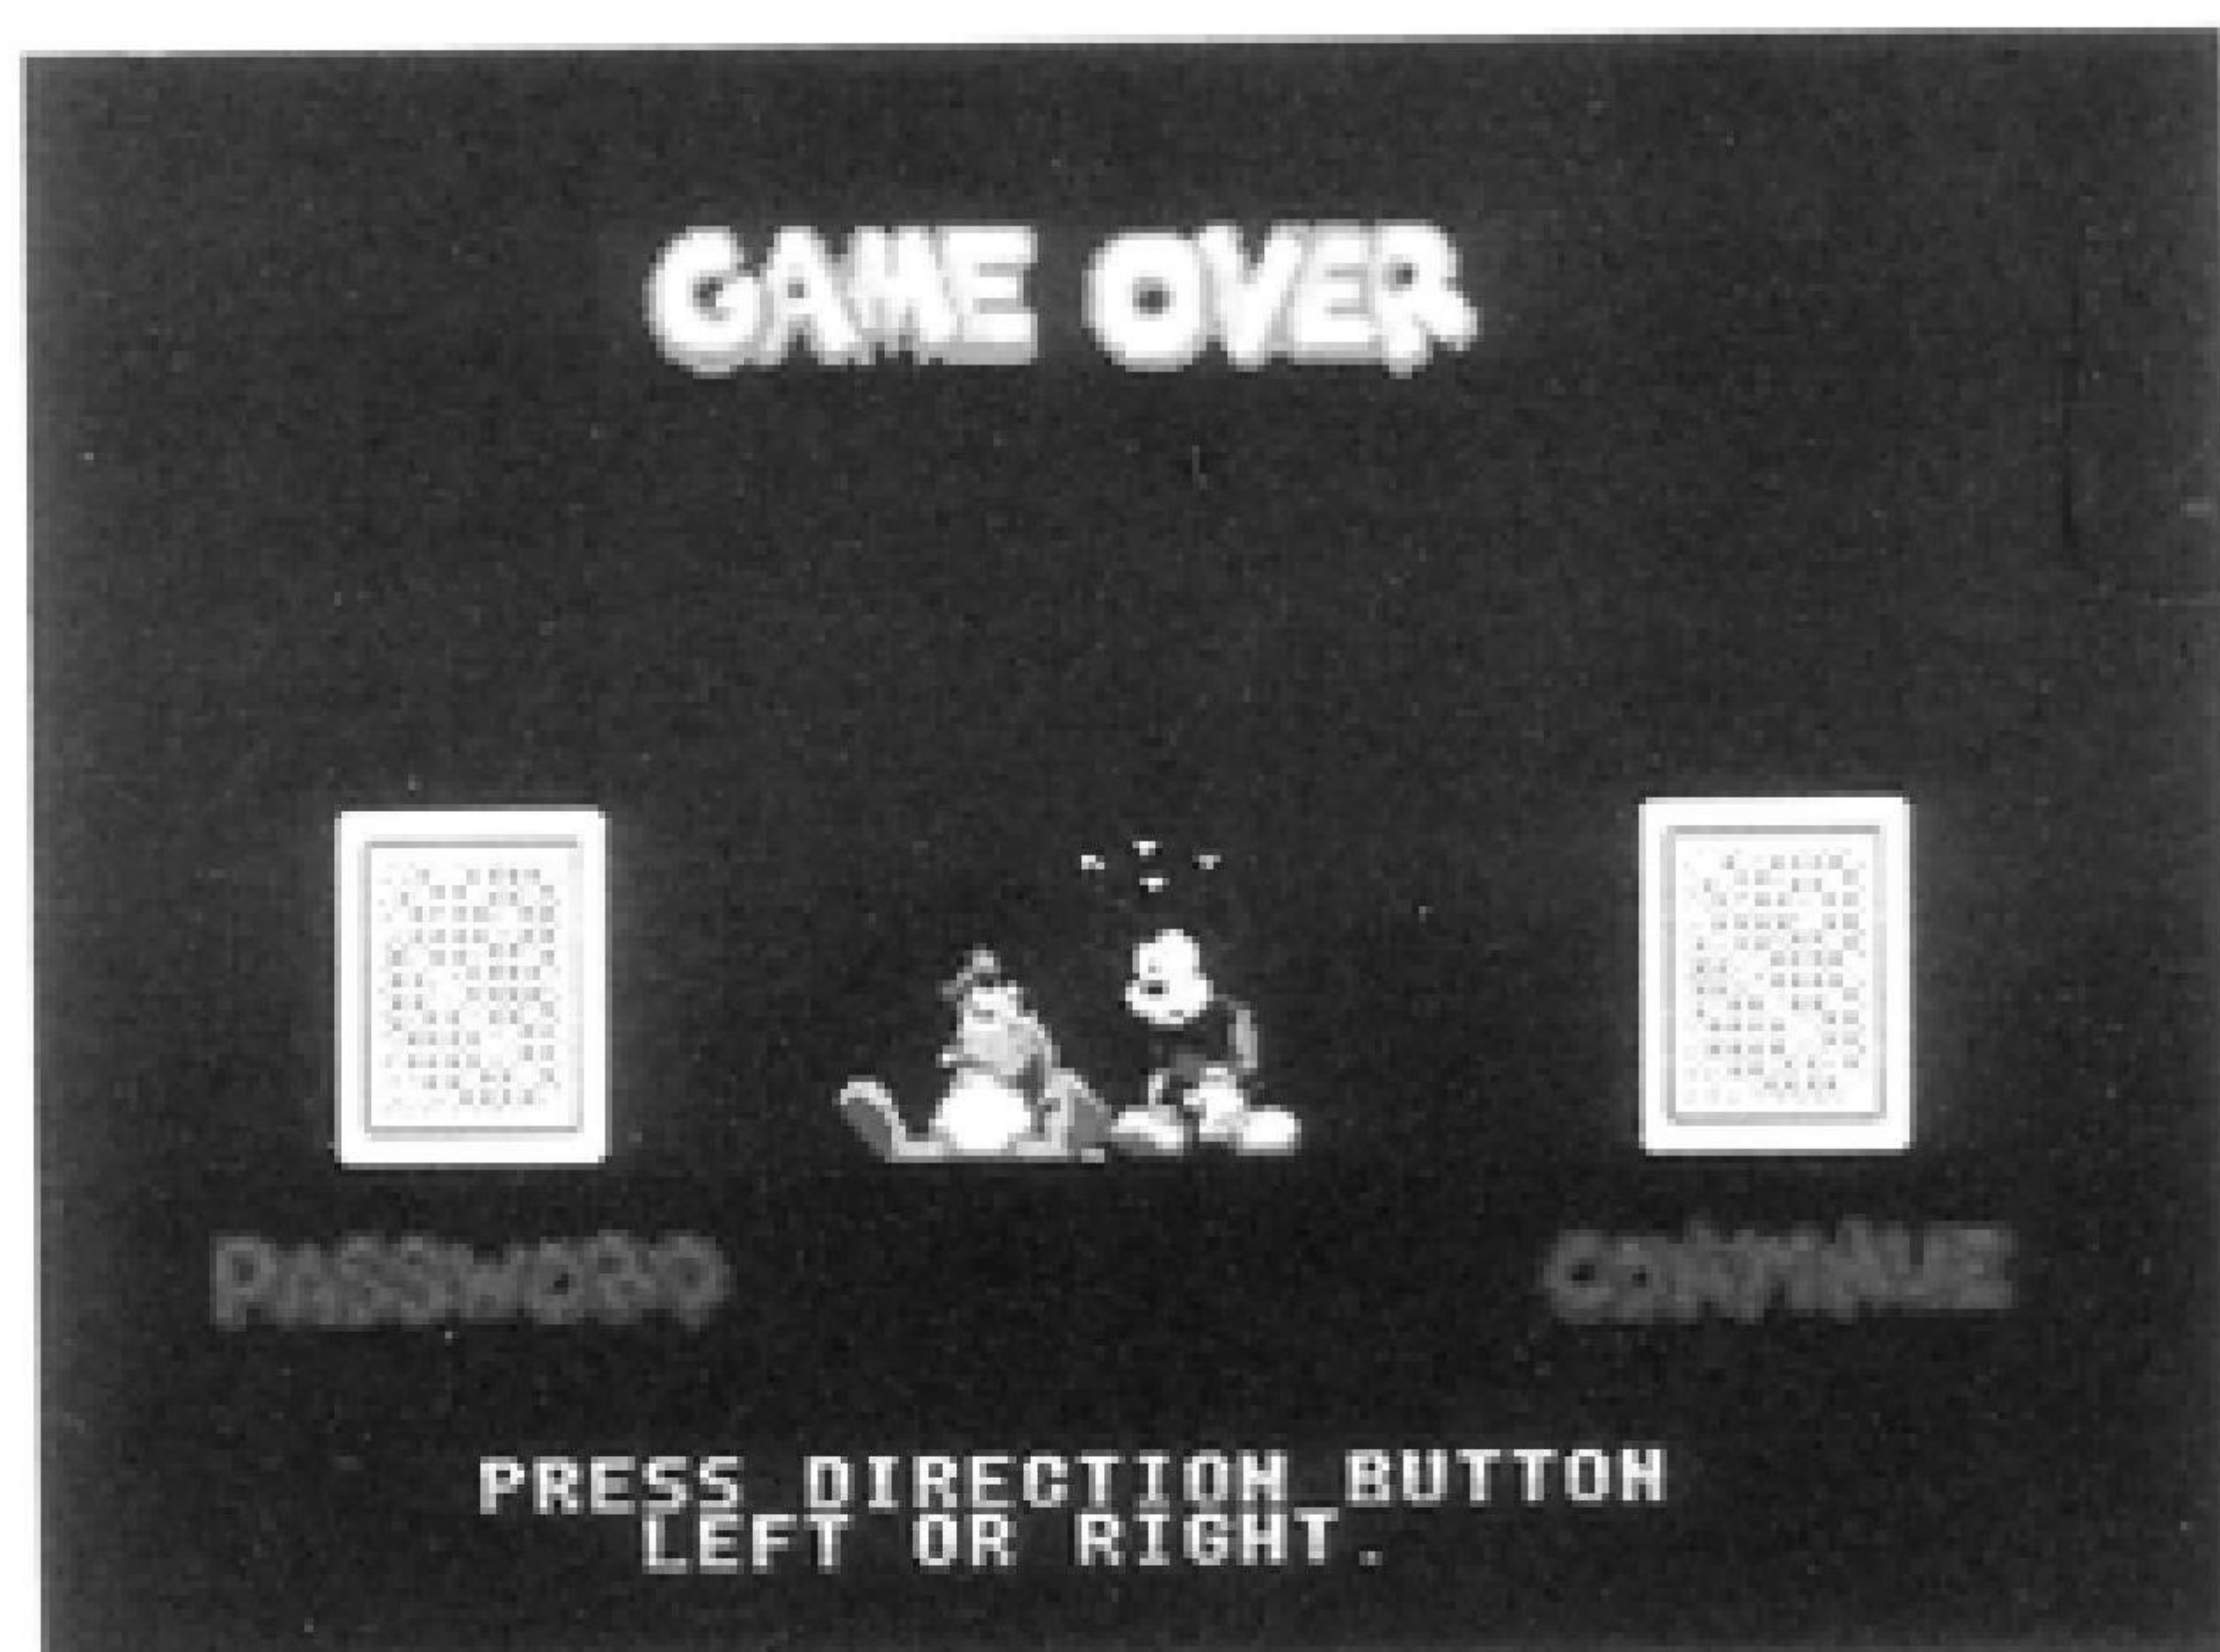 GAME OVER
PASSWORD
CONTINUE
PRESS DIRECTION BUTTON
LEFT OR RIGHT.